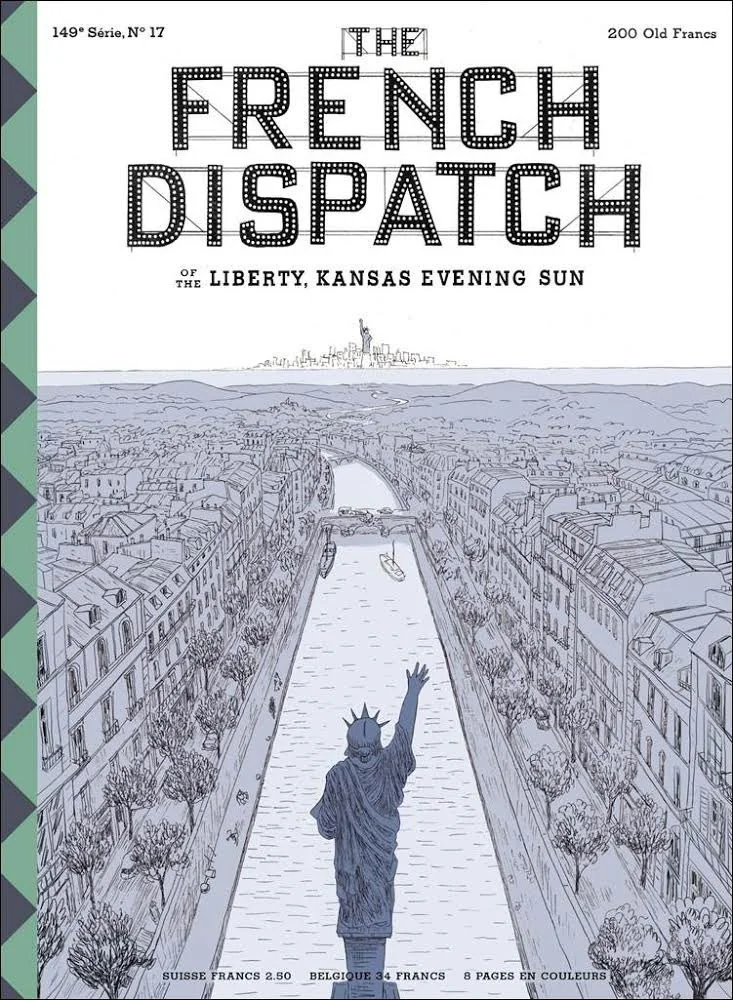 149e Série, No 17
200 Old Francs
THE
FRENCH
DISPATCH
OF THE LIBERTY, KANSAS EVENING SUN
SUISSE FRANCS 2.50 BELGIQUE 34 FRANCS 8 PAGES EN COULEURS